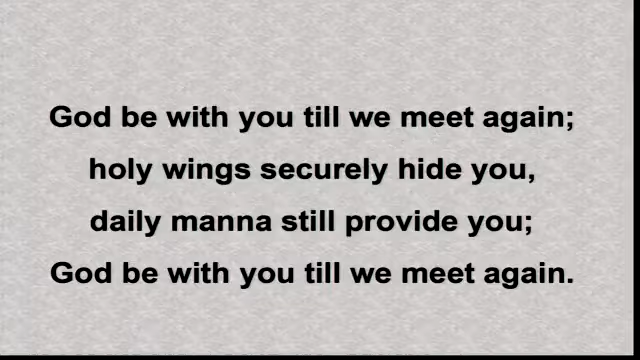 God be with you till we meet again;
holy wings securely hide you,
daily manna still provide you;
God be with you till we meet again.